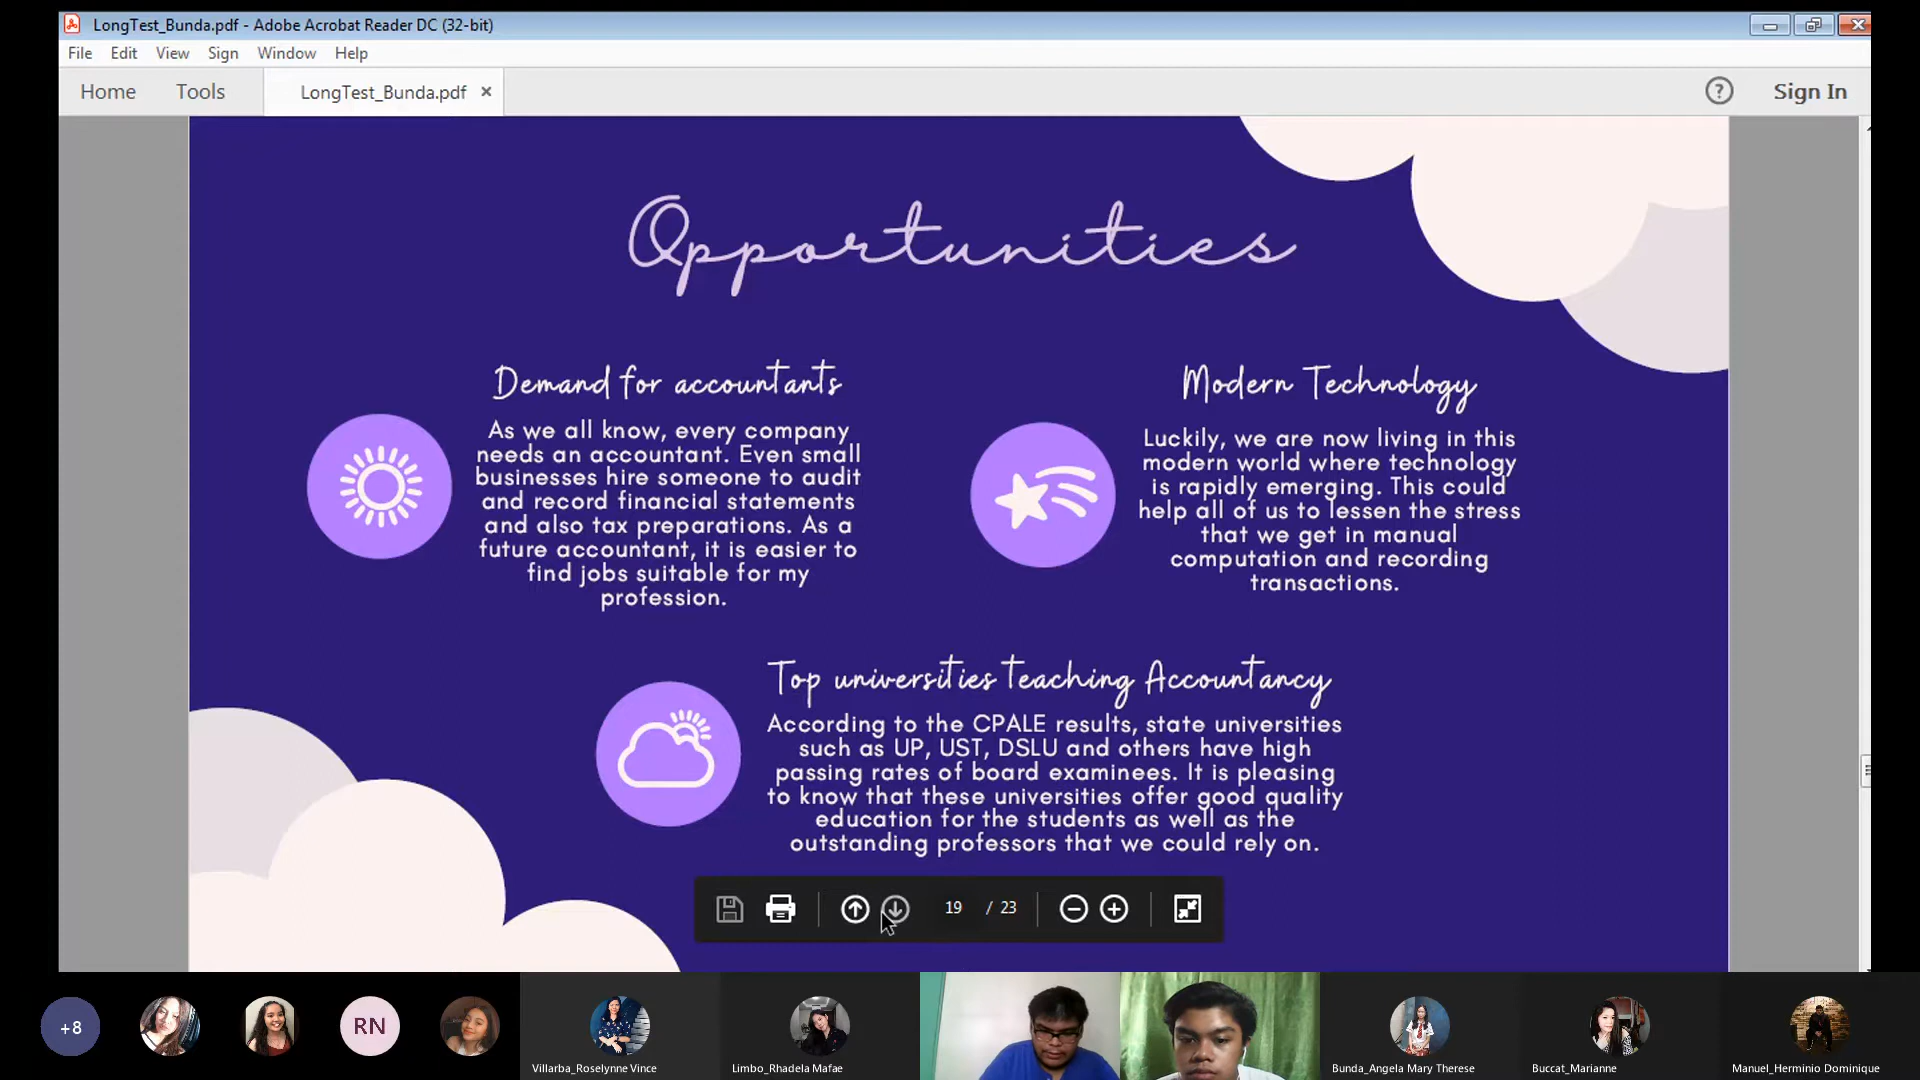 LongTest_Bunda.pdf - Adobe Acrobat Reader DC (32-bit)
File Edit View Sign Window Help
Home Tools LongTest_Bunda.pdf × ? Sign In
Opportunities
Demand for accountants
As we all know, every company
needs an accountant. Even small
businesses hire someone to audit
and record financial statements
and also tax preparations. As a
future accountant, it is easier to
find jobs suitable for my
profession.
Modern Technology
Luckily, we are now living in this
modern world where technology
is rapidly emerging. This could
help all of us to lessen the stress
that we get in manual
computation and recording
transactions.
Top universities teaching Accountancy
According to the CPALE results, state universities
such as UP, UST, DSLU and others have high
passing rates of board examinees. It is pleasing
to know that these universities offer good quality
education for the students as well as the
outstanding professors that we could rely on.
19 / 23
+8 RN
Villarba_Roselynne Vince Limbo_Rhadela Mafae Bunda_Angela Mary Therese Buccat_Marianne Manuel_Herminio Dominique